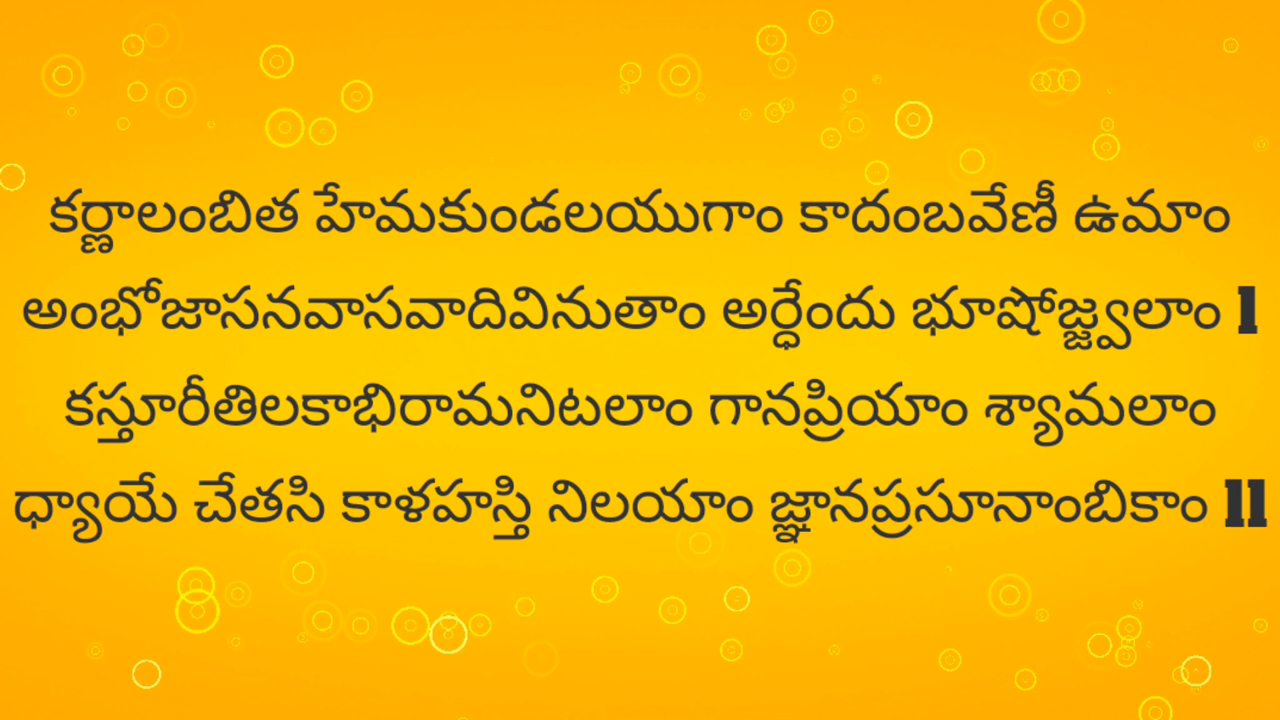 కర్ణాలంబిత హేమకుండలయుగాం కాదంబవేణీ ఉమాం
అంభోజాసనవాసవాదివినుతాం అర్ధేందు భూషోజ్జ్వలాం l
కస్తూరీతిలకాభిరామనిటలాం గానప్రియాం శ్యామలాం
ధ్యాయే చేతసి కాళహస్తి నిలయాం జ్ఞానప్రసూనాంబికాం ll